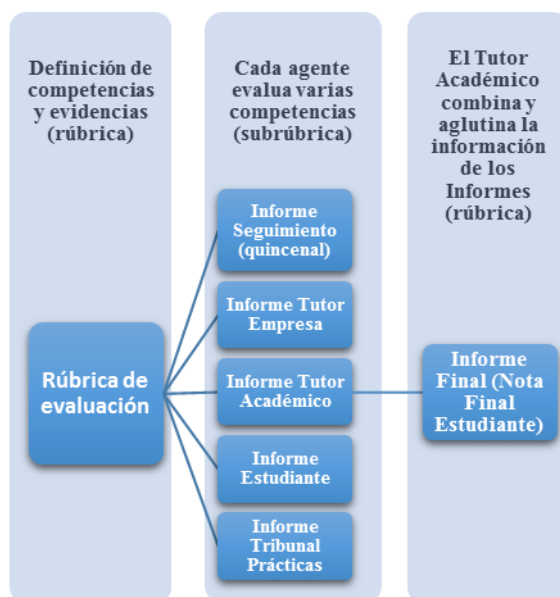 Definición de
competencias
y evidencias
(rúbrica)
Cada agente
evalua varias
competencias
(subrúbrica)
El Tutor
Académico
combina y
aglutina la
información
de los
Informes
(rúbrica)
Rúbrica de
evaluación
Informe
Seguimiento
(quincenal)
Informe Tutor
Empresa
Informe Tutor
Académico
Informe
Estudiante
Informe
Tribunal
Prácticas
Informe
Final (Nota
Final
Estudiante)